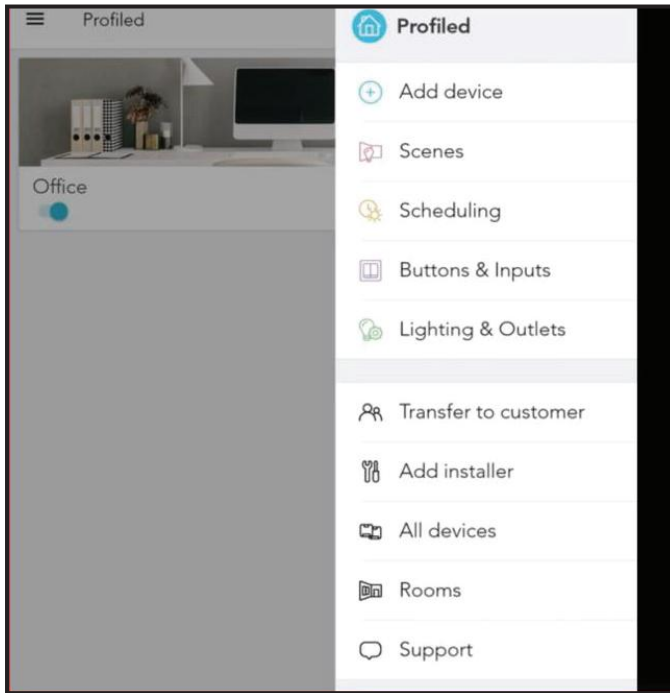 Profiled
Office
Profiled
Add device
Scenes
Scheduling
Buttons & Inputs
Lighting & Outlets
Transfer to customer
Add installer
All devices
Rooms
Support